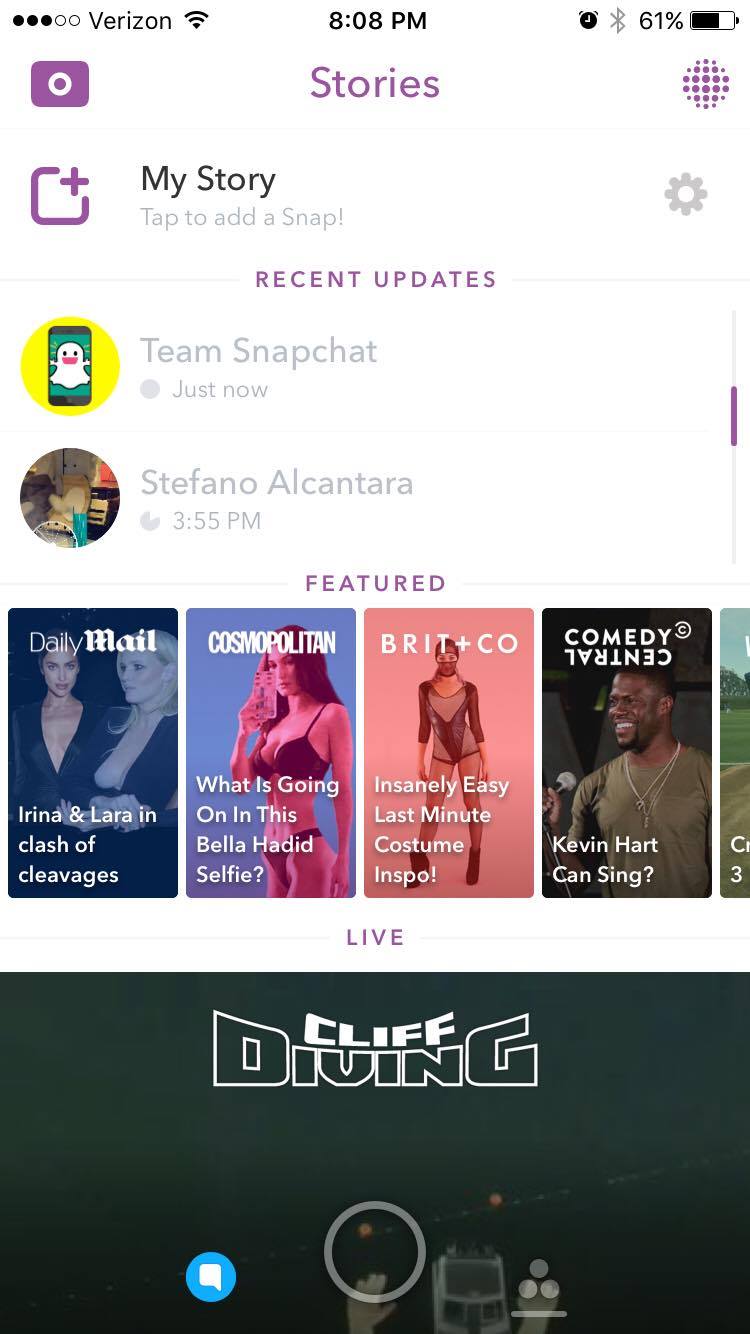 Verizon 8:08 PM 61%
Stories
My Story
Tap to add a Snap!
RECENT UPDATES
Team Snapchat
Just now
Stefano Alcantara
3:55 PM
FEATURED
Daily Mail
Irina & Lara in
clash of
cleavages
COSMOPOLITAN
What Is Going
On In This
Bella Hadid
Selfie?
BRIT+CO
Insanely Easy
Last Minute
Costume
Inspo!
COMEDY
CENTRAL
Kevin Hart
Can Sing?
3
LIVE
CLIFF
DIVING